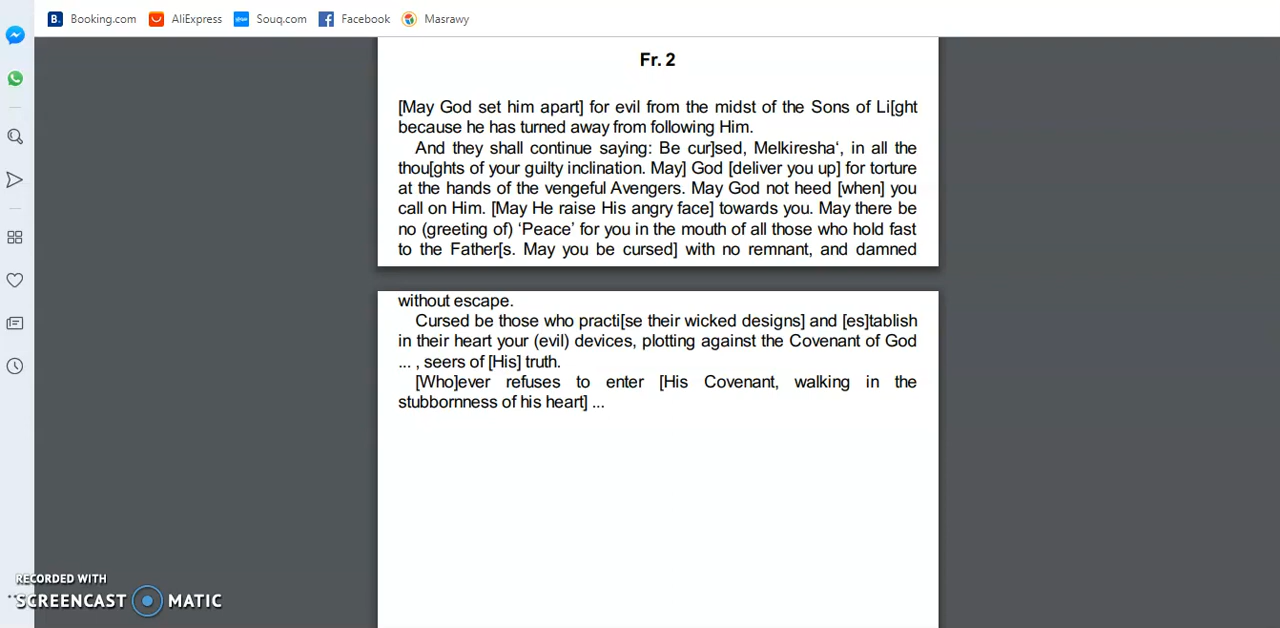 Booking.com AliExpress Souq.com Facebook Masrawy
Fr. 2
[May God set him apart] for evil from the midst of the Sons of Li[ght
because he has turned away from following Him.
And they shall continue saying: Be cur]sed, Melkiresha‘, in all the
thou[ghts of your guilty inclination. May] God [deliver you up] for torture
at the hands of the vengeful Avengers. May God not heed [when] you
call on Him. [May He raise His angry face] towards you. May there be
no (greeting of) ‘Peace’ for you in the mouth of all those who hold fast
to the Father[s. May you be cursed] with no remnant, and damned
without escape.
Cursed be those who practi[se their wicked designs] and [es]tablish
in their heart your (evil) devices, plotting against the Covenant of God
... , seers of [His] truth.
[Who]ever refuses to enter [His Covenant, walking in the
stubbornness of his heart] ...
RECORDED WITH
SCREENCAST MATIC